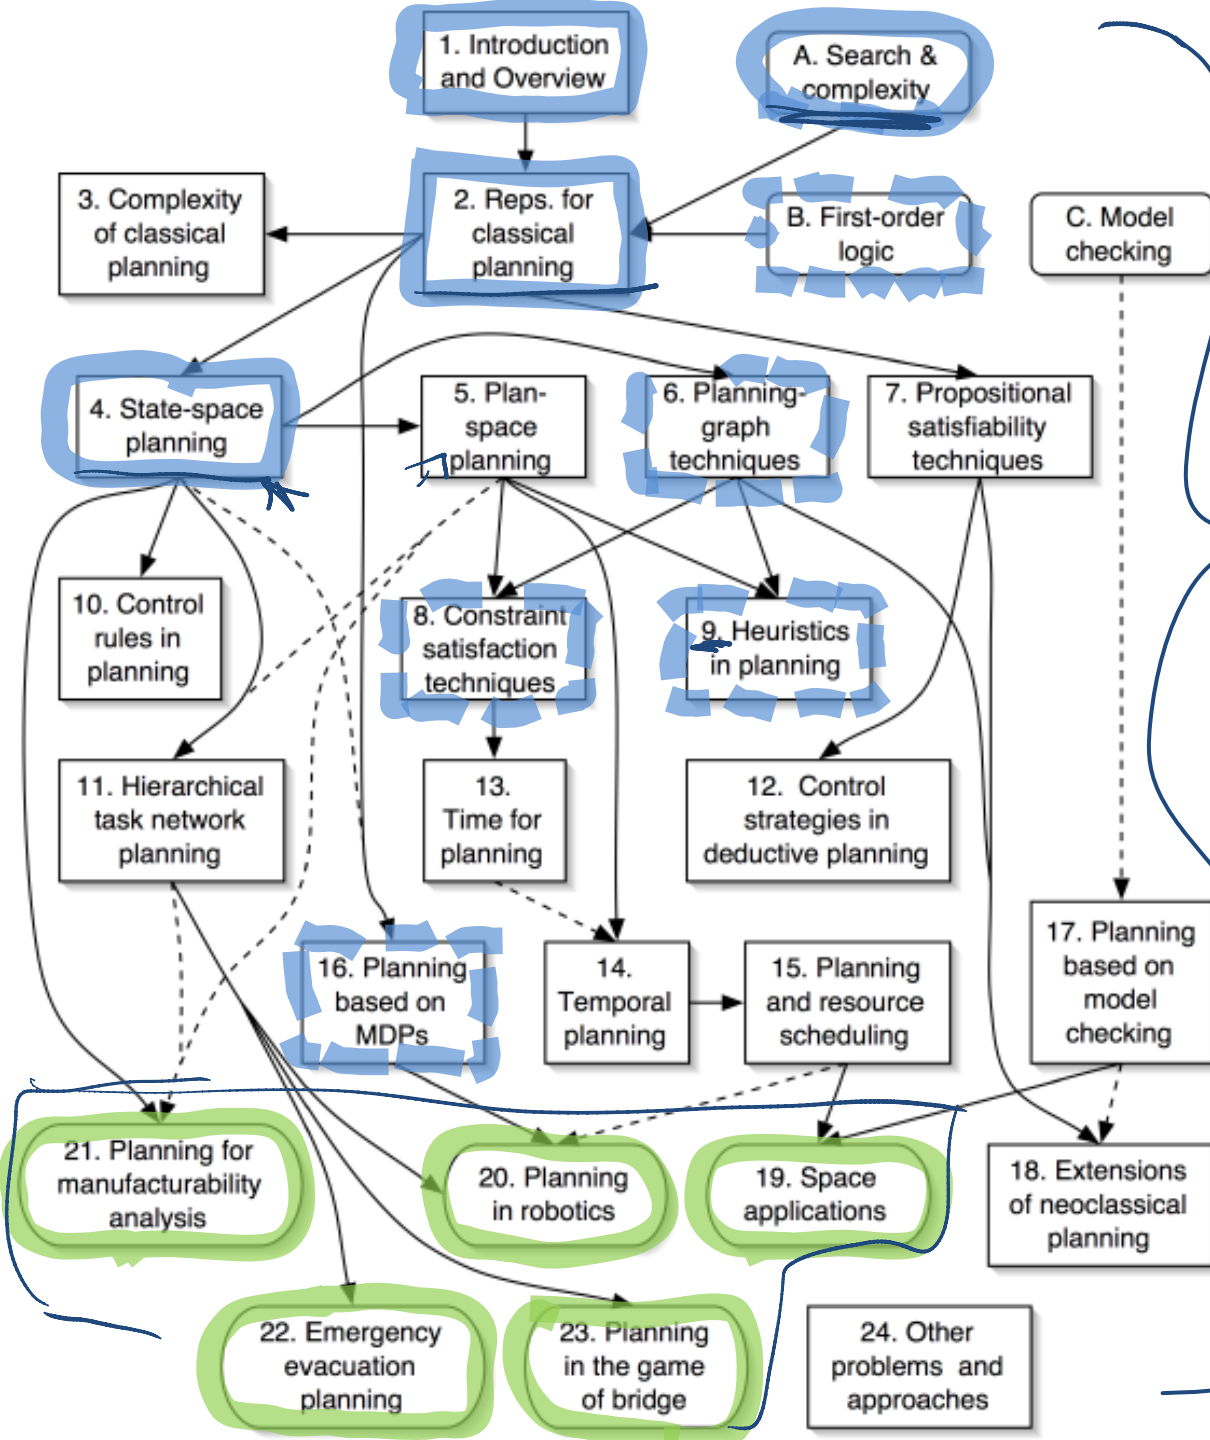 1. Introduction
and Overview
A. Search &
complexity
3. Complexity
of classical
planning
2. Reps. for
classical
planning
B. First-order
logic
C. Model
checking
4. State-space
planning
5. Plan-
space
planning
6. Planning-
graph
techniques
7. Propositional
satisfiability
techniques
10. Control
rules in
planning
8. Constraint
satisfaction
techniques
9. Heuristics
in planning
11. Hierarchical
task network
planning
13.
Time for
planning
12. Control
strategies in
deductive planning
16. Planning
based on
MDPs
14.
Temporal
planning
15. Planning
and resource
scheduling
17. Planning
based on
model
checking
21. Planning for
manufacturability
analysis
20. Planning
in robotics
19. Space
applications
18. Extensions
of neoclassical
planning
22. Emergency
evacuation
planning
23. Planning
in the game
of bridge
24. Other
problems and
approaches